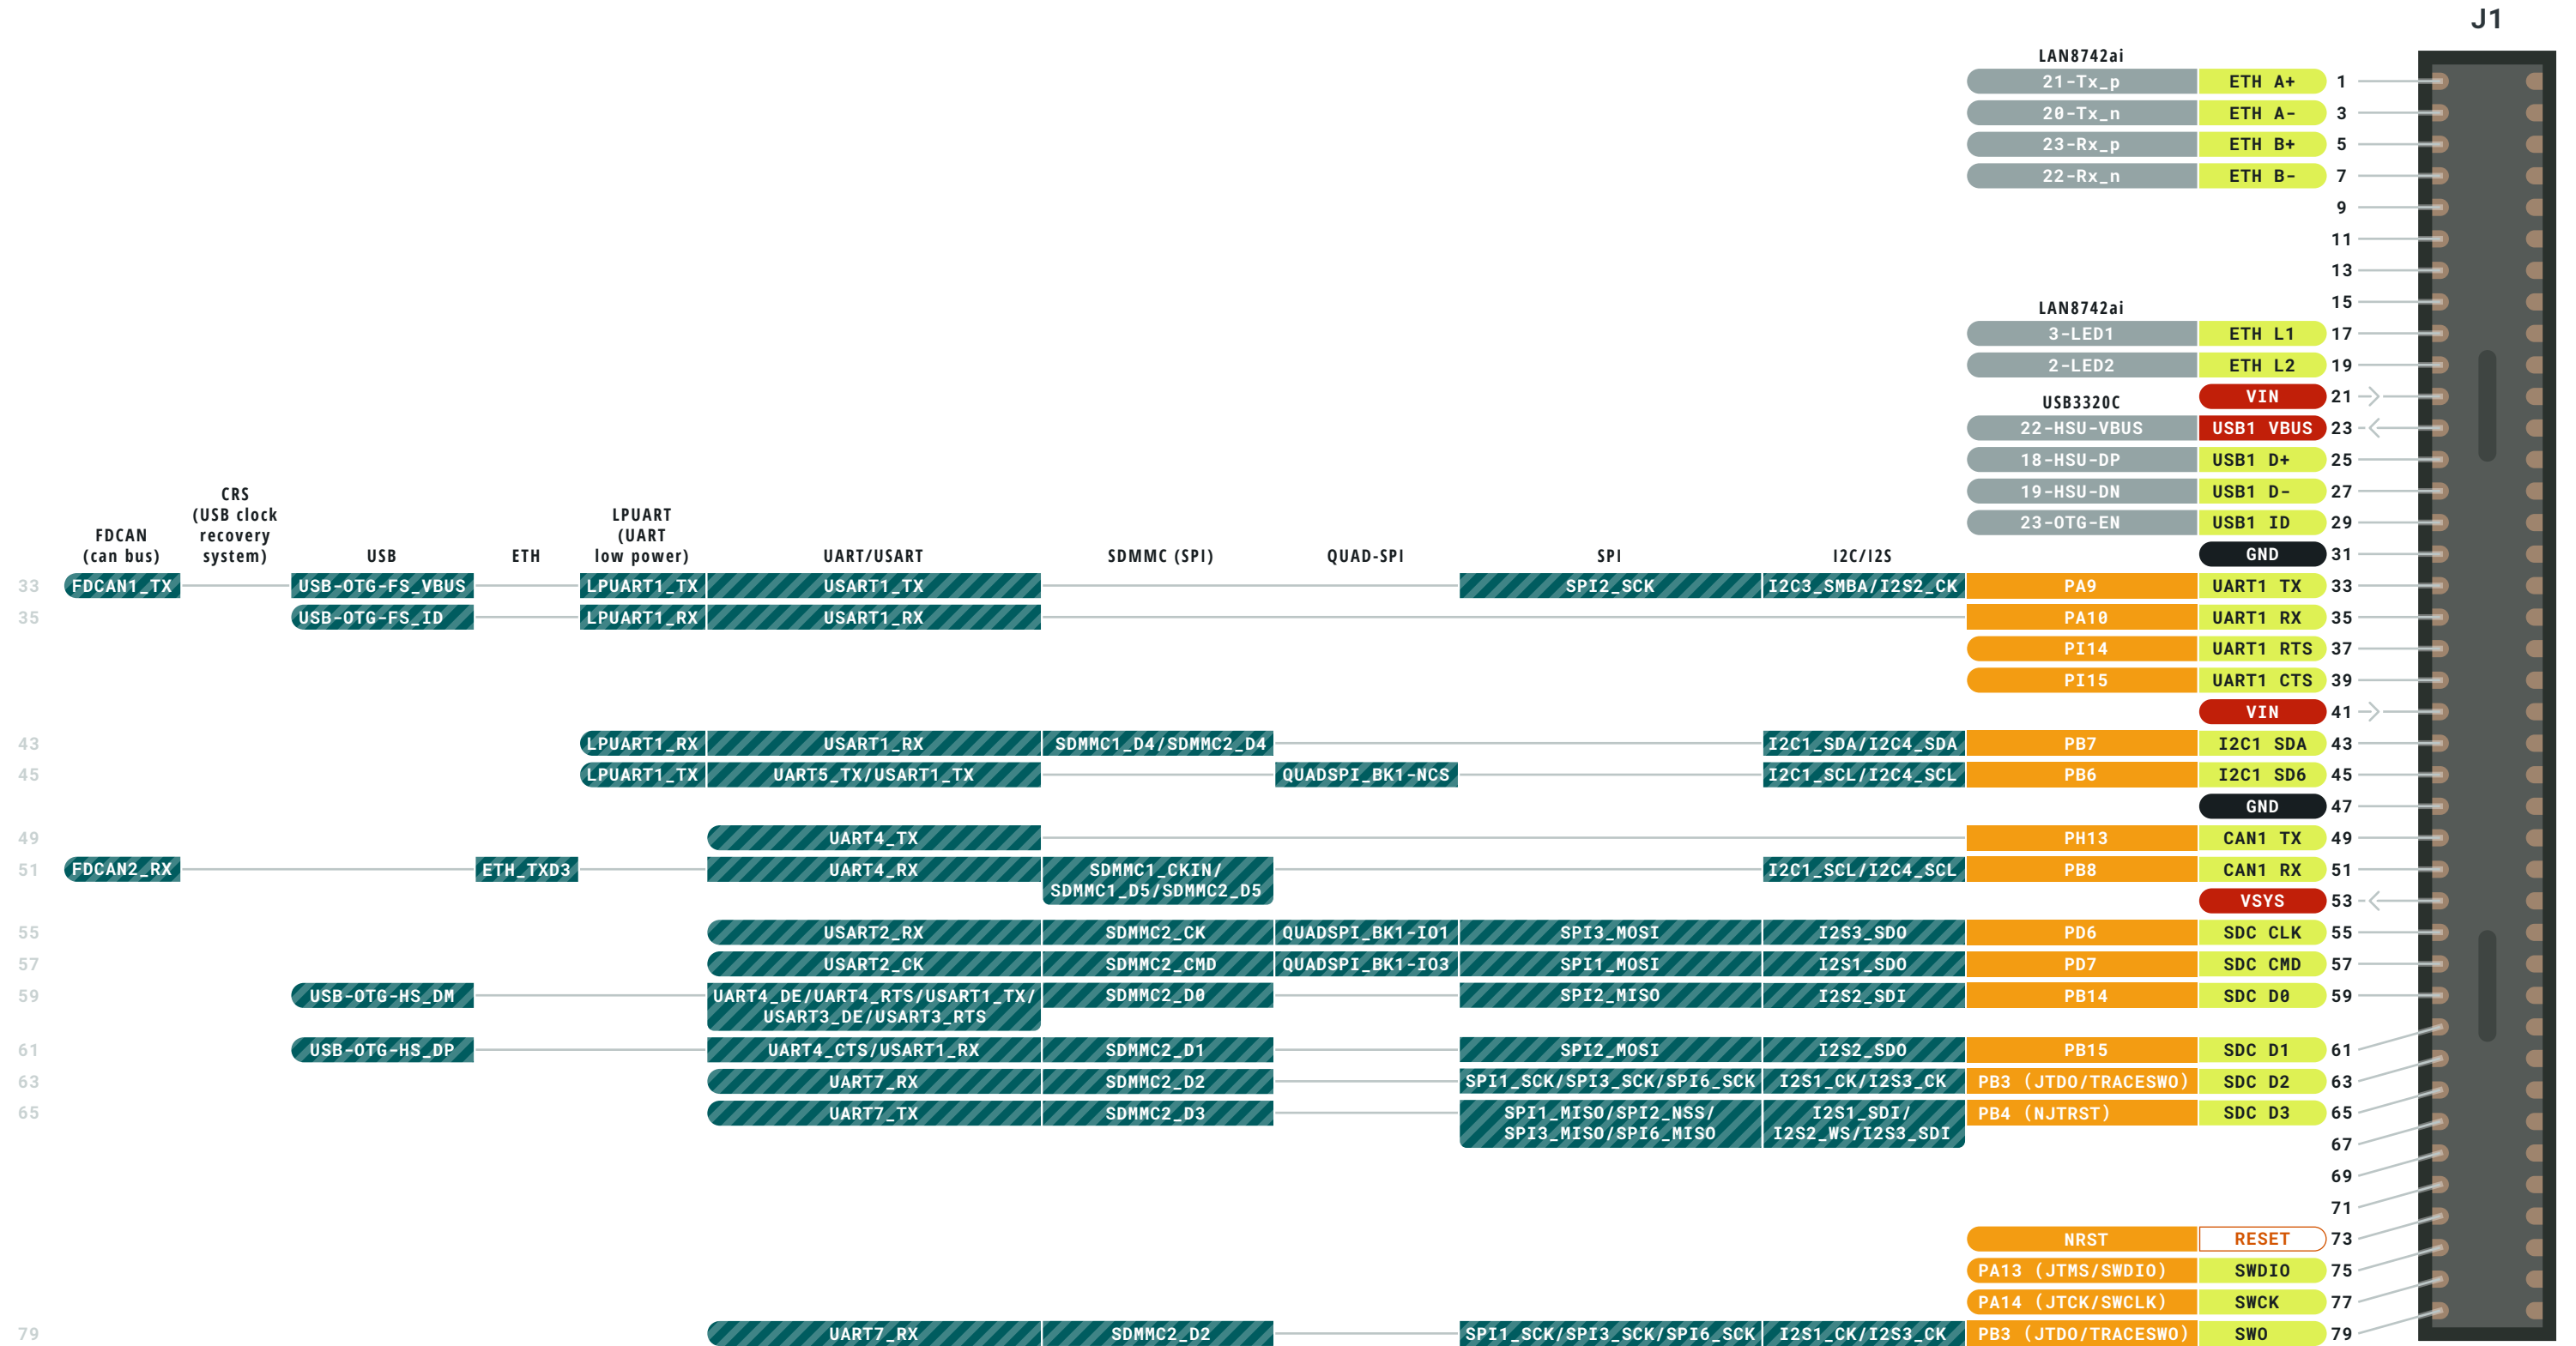 J1
LAN8742ai
21-Tx_p ETH A+ 1
20-Tx_n ETH A- 3
23-Rx_p ETH B+ 5
22-Rx_n ETH B- 7
9
11
13
15
LAN8742ai
3-LED1 ETH L1 17
2-LED2 ETH L2 19
VIN 21
USB3320C
22-HSU-VBUS USB1 VBUS 23
18-HSU-DP USB1 D+ 25
19-HSU-DN USB1 D- 27
23-OTG-EN USB1 ID 29
FDCAN
(can bus)
CRS
(USB clock
recovery
system)
USB
ETH
LPUART
(UART
low power)
UART/USART
SDMMC (SPI)
QUAD-SPI
SPI
I2C/I2S
GND 31
33 FDCAN1_TX USB-OTG-FS_VBUS LPUART1_TX USART1_TX SPI2_SCK I2C3_SMBA/I2S2_CK PA9 UART1 TX 33
35 USB-OTG-FS_ID LPUART1_RX USART1_RX PA10 UART1 RX 35
PI14 UART1 RTS 37
PI15 UART1 CTS 39
VIN 41
43 LPUART1_RX USART1_RX SDMMC1_D4/SDMMC2_D4 I2C1_SDA/I2C4_SDA PB7 I2C1 SDA 43
45 LPUART1_TX UART5_TX/USART1_TX QUADSPI_BK1-NCS I2C1_SCL/I2C4_SCL PB6 I2C1 SD6 45
GND 47
49 UART4_TX PH13 CAN1 TX 49
51 FDCAN2_RX ETH_TXD3 UART4_RX SDMMC1_CKIN/ I2C1_SCL/I2C4_SCL PB8 CAN1 RX 51
SDMMC1_D5/SDMMC2_D5
VSYS 53
55 USART2_RX SDMMC2_CK QUADSPI_BK1-IO1 SPI3_MOSI I2S3_SDO PD6 SDC CLK 55
57 USART2_CK SDMMC2_CMD QUADSPI_BK1-IO3 SPI1_MOSI I2S1_SDO PD7 SDC CMD 57
59 USB-OTG-HS_DM UART4_DE/UART4_RTS/USART1_TX/ SDMMC2_D0 SPI2_MISO I2S2_SDI PB14 SDC D0 59
USART3_DE/USART3_RTS
61 USB-OTG-HS_DP UART4_CTS/USART1_RX SDMMC2_D1 SPI2_MOSI I2S2_SDO PB15 SDC D1 61
63 UART7_RX SDMMC2_D2 SPI1_SCK/SPI3_SCK/SPI6_SCK I2S1_CK/I2S3_CK PB3 (JTDO/TRACESWO) SDC D2 63
65 UART7_TX SDMMC2_D3 SPI1_MISO/SPI2_NSS/ I2S1_SDI/ PB4 (NJTRST) SDC D3 65
SPI3_MISO/SPI6_MISO I2S2_WS/I2S3_SDI
67
69
71
NRST RESET 73
PA13 (JTMS/SWDIO) SWDIO 75
PA14 (JTCK/SWCLK) SWCK 77
79 UART7_RX SDMMC2_D2 SPI1_SCK/SPI3_SCK/SPI6_SCK I2S1_CK/I2S3_CK PB3 (JTDO/TRACESWO) SWO 79